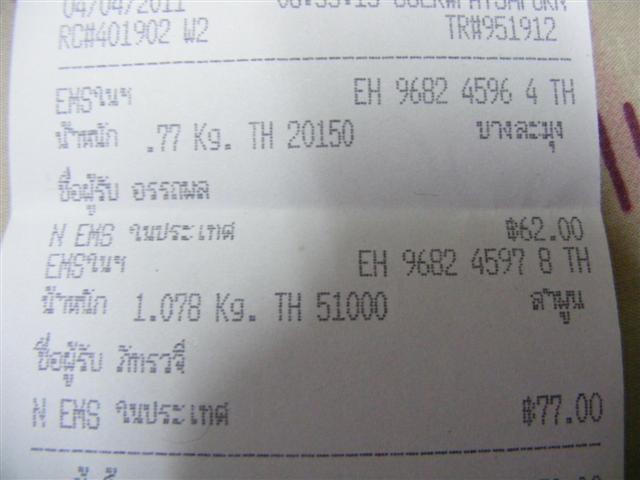 04/04/2011
RC#401902 W2 TR#951912
EMSในฯ EH 9682 4596 4 TH
น้ำหนัก .77 Kg. TH 20150 บางละมุง
ชื่อผู้รับ อรรถผล
N EMS ในประเทศ ฿62.00
EMSในฯ EH 9682 4597 8 TH
น้ำหนัก 1.078 Kg. TH 51000 ลำพูน
ชื่อผู้รับ ภัทราวจี
N EMS ในประเทศ ฿77.00